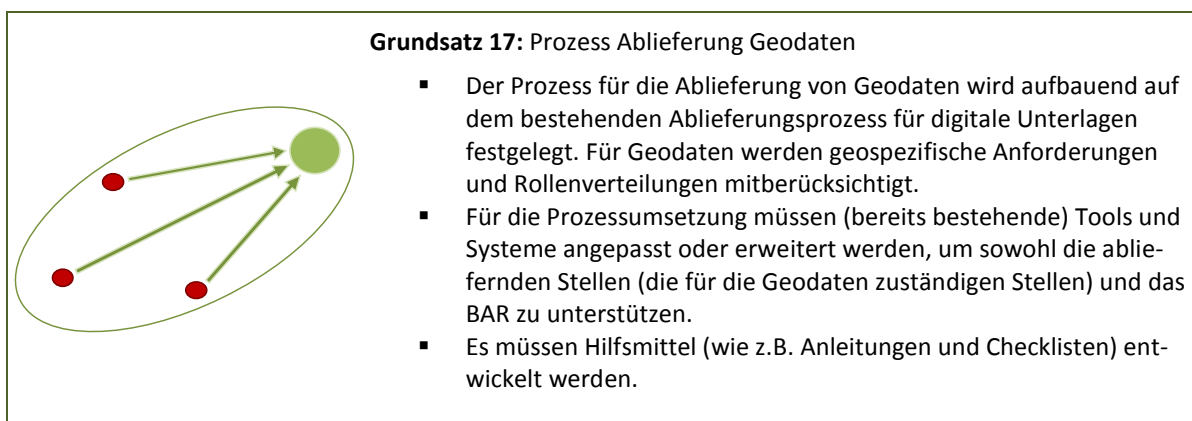 Grundsatz 17: Prozess Ablieferung Geodaten
▪ Der Prozess für die Ablieferung von Geodaten wird aufbauend auf
dem bestehenden Ablieferungsprozess für digitale Unterlagen
festgelegt. Für Geodaten werden geospezifische Anforderungen
und Rollenverteilungen mitberücksichtigt.
▪ Für die Prozessumsetzung müssen (bereits bestehende) Tools und
Systeme angepasst oder erweitert werden, um sowohl die ablie-
fernden Stellen (die für die Geodaten zuständigen Stellen) und das
BAR zu unterstützen.
▪ Es müssen Hilfsmittel (wie z.B. Anleitungen und Checklisten) ent-
wickelt werden.